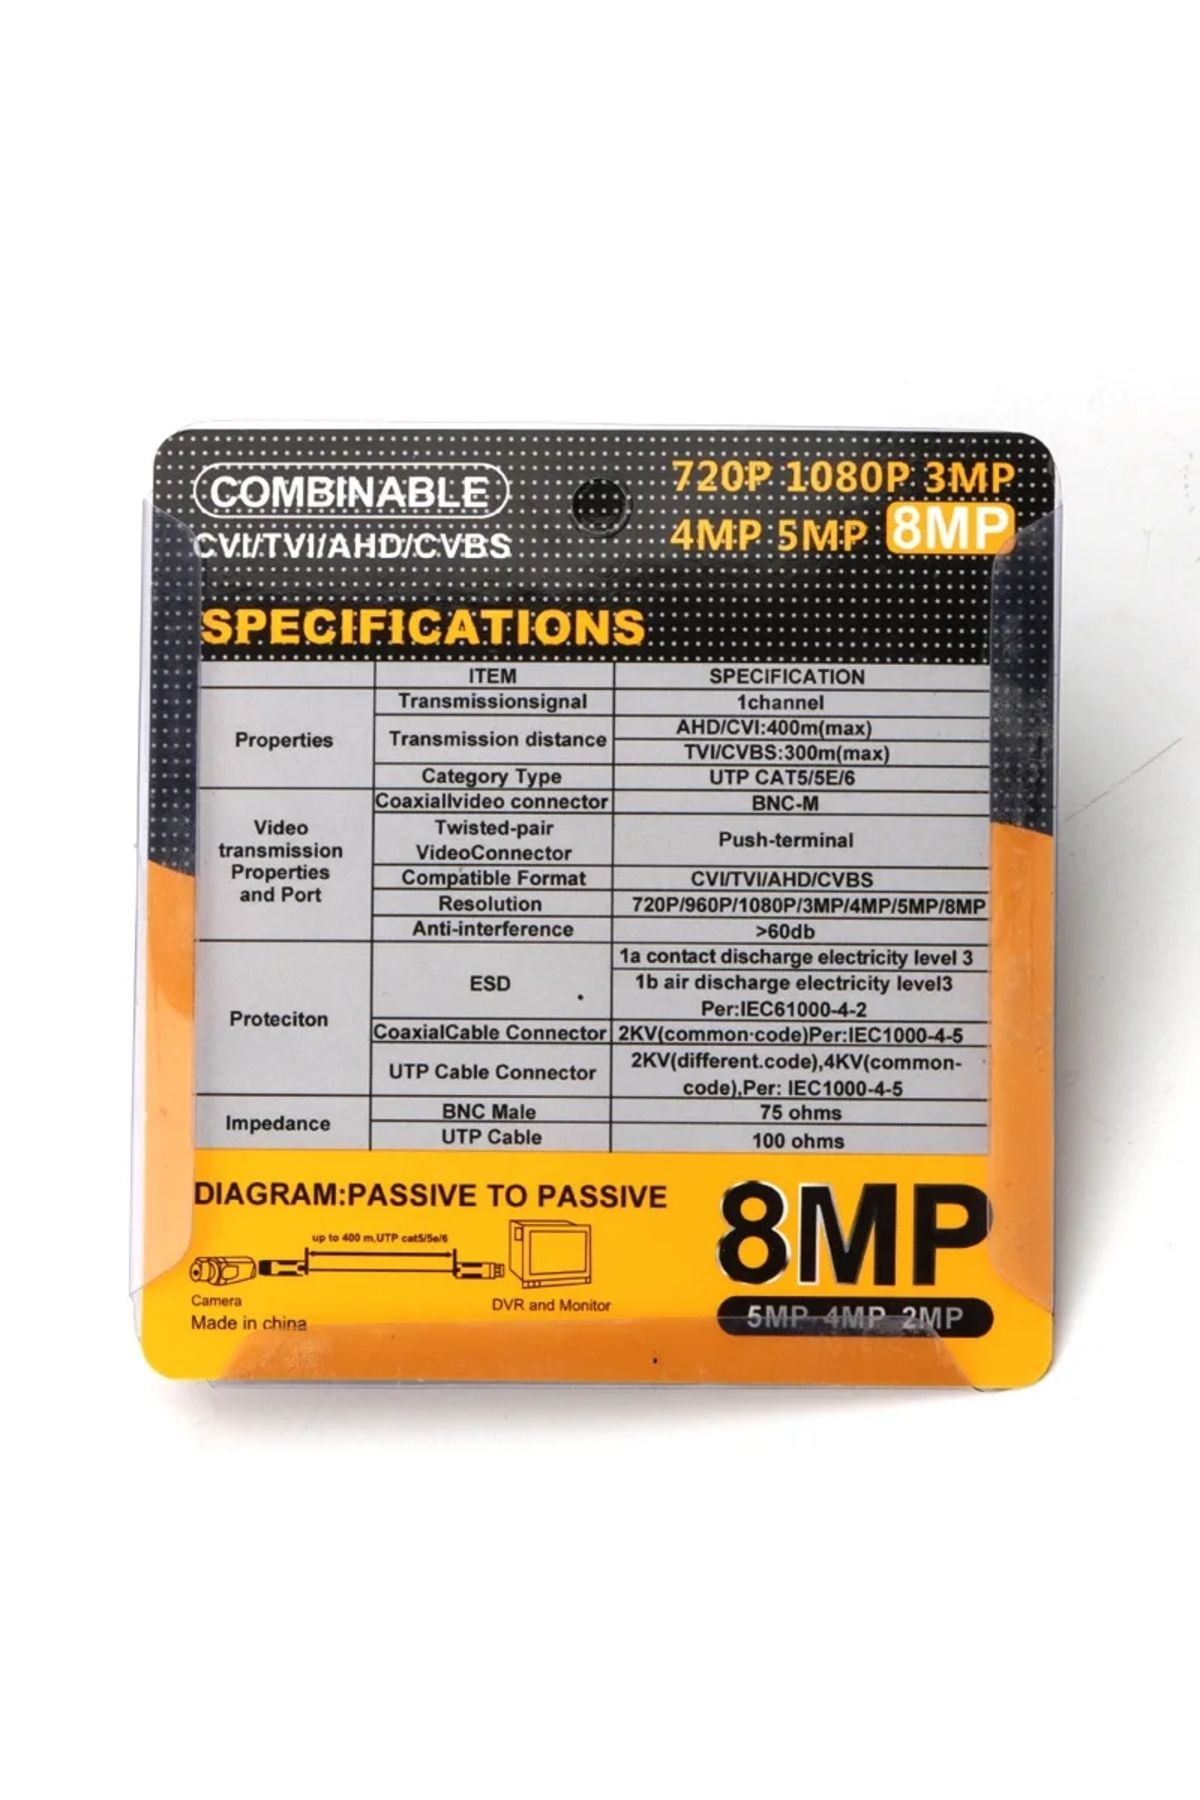 COMBINABLE
CVI/TVI/AHD/CVBS
720P 1080P 3MP
4MP 5MP 8MP
SPECIFICATIONS
ITEM SPECIFICATION
Properties
Transmissionsignal 1channel
Transmission distance AHD/CVI:400m(max)
TVI/CVBS:300m(max)
Category Type UTP CAT5/5E/6
Video
transmission
Properties
and Port
Coaxiallvideo connector BNC-M
Twisted-pair
VideoConnector
Push-terminal
Compatible Format CVI/TVI/AHD/CVBS
Resolution 720P/960P/1080P/3MP/4MP/5MP/8MP
Anti-interference >60db
Proteciton
ESD
1a contact discharge electricity level 3
1b air discharge electricity level3
Per:IEC61000-4-2
CoaxialCable Connector 2KV(common·code)Per:IEC1000-4-5
UTP Cable Connector
2KV(different.code),4KV(common-
code),Per: IEC1000-4-5
Impedance
BNC Male 75 ohms
UTP Cable 100 ohms
DIAGRAM:PASSIVE TO PASSIVE
up to 400 m,UTP cat5/5e/6
Camera
DVR and Monitor
Made in china
8MP
5MP 4MP 2MP